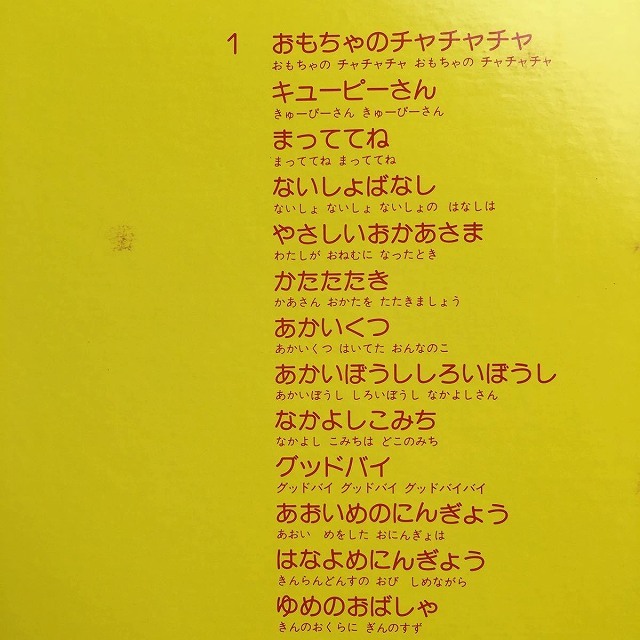 1 おもちゃのチャチャチャ
おもちゃの チャチャチャ おもちゃの チャチャチャ
キューピーさん
きゅーぴーさん きゅーぴーさん
まっててね
まっててね まっててね
ないしょばなし
ないしょ ないしょ ないしょの はなしは
やさしいおかあさま
わたしが おねむに なったとき
かたたたき
かあさん おかたを たたきましょう
あかいくつ
あかいくつ はいてた おんなのこ
あかいぼうししろいぼうし
あかいぼうし しろいぼうし なかよしさん
なかよしこみち
なかよし こみちは どこのみち
グッドバイ
グッドバイ グッドバイ グッドバイバイ
あおいめのにんぎょう
あおい めをした おにんぎょは
はなよめにんぎょう
きんらんどんすの おび しめながら
ゆめのおばしゃ
きんのおくらに ぎんのすず